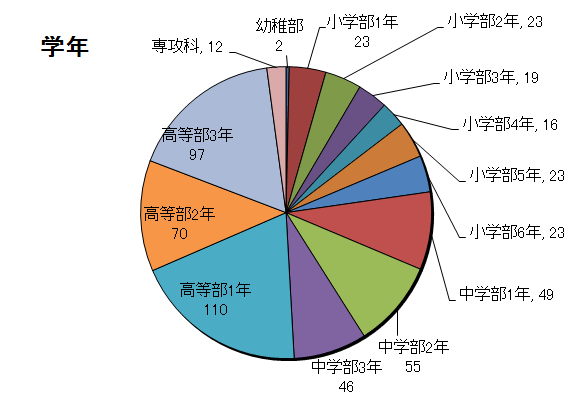 学年
幼稚部
2
小学部1年
23
小学部2年, 23
小学部3年, 19
小学部4年, 16
小学部5年, 23
小学部6年, 23
中学部1年, 49
中学部2年
55
中学部3年
46
高等部1年
110
高等部2年
70
高等部3年
97
専攻科, 12